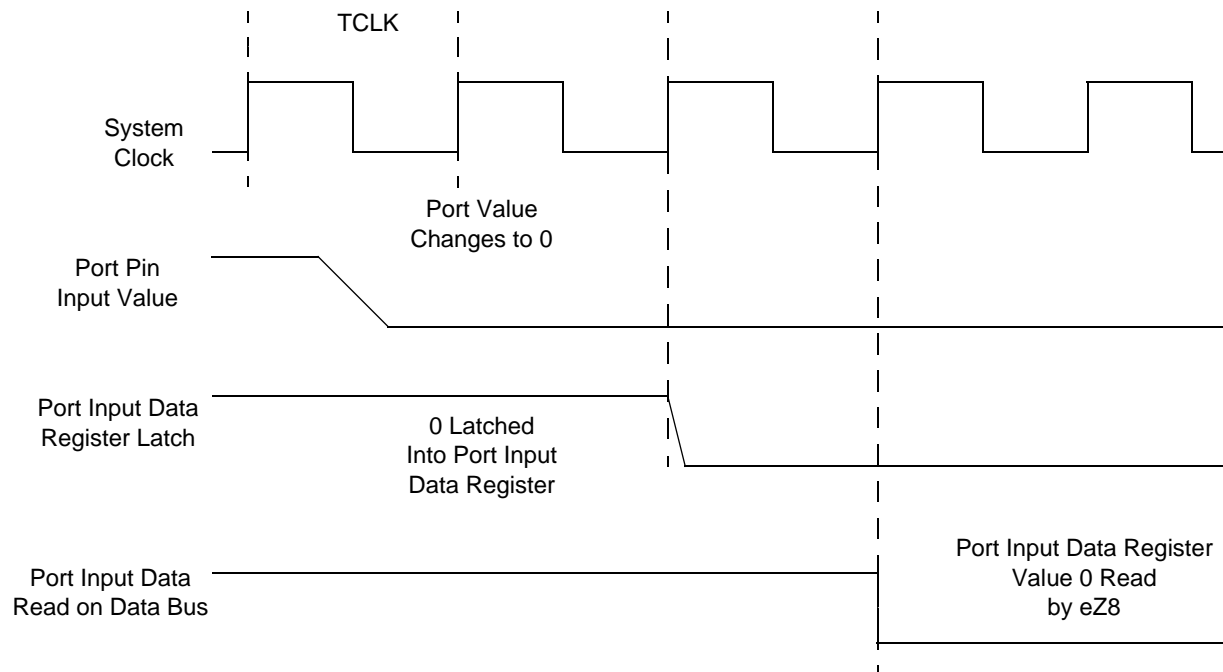 TCLK
System
Clock
Port Value
Changes to 0
Port Pin
Input Value
Port Input Data
Register Latch
0 Latched
Into Port Input
Data Register
Port Input Data
Read on Data Bus
Port Input Data Register
Value 0 Read
by eZ8